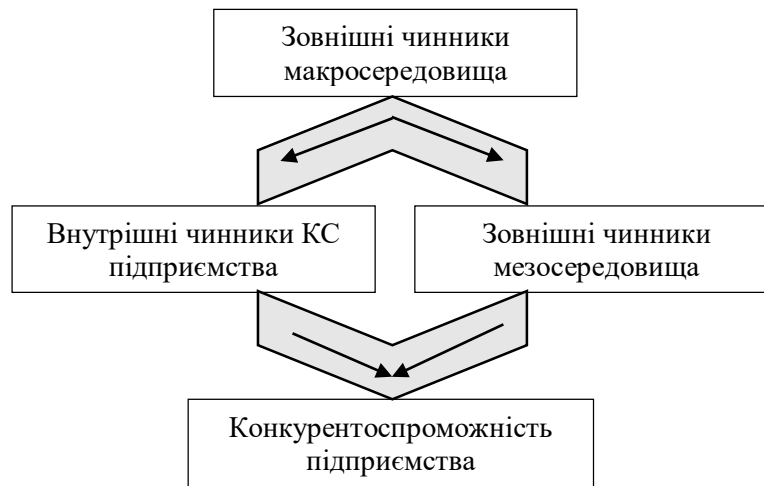 Зовнішні чинники
макросередовища
Внутрішні чинники КС
підприємства
Зовнішні чинники
мезосередовища
Конкурентоспроможність
підприємства